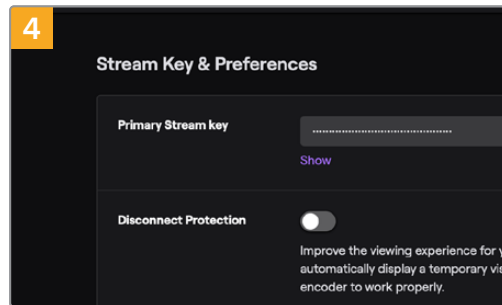 4
Stream Key & Preferences
Primary Stream key
Show
Disconnect Protection
Improve the viewing experience for
automatically display a temporary
encoder to work properly.